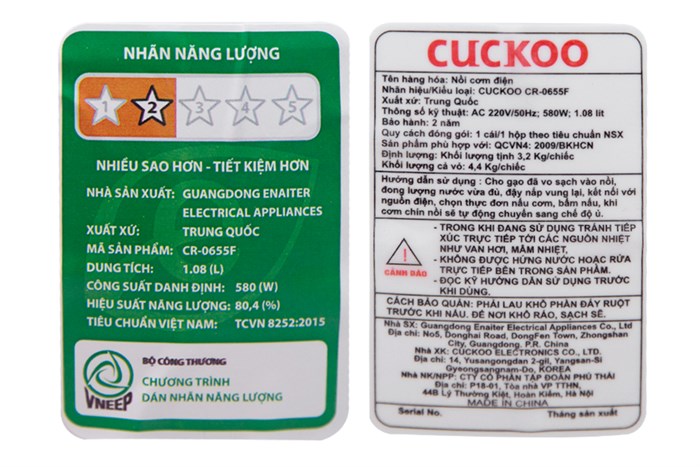 NHÃN NĂNG LƯỢNG
1 2 3 4 5
NHIỀU SAO HƠN - TIẾT KIỆM HƠN
NHÀ SẢN XUẤT: GUANGDONG ENAITER
ELECTRICAL APPLIANCES
XUẤT XỨ: TRUNG QUỐC
MÃ SẢN PHẨM: CR-0655F
DUNG TÍCH: 1.08 (L)
CÔNG SUẤT DANH ĐỊNH: 580 (W)
HIỆU SUẤT NĂNG LƯỢNG: 80,4 (%)
TIÊU CHUẨN VIỆT NAM: TCVN 8252:2015
VNEEP
BỘ CÔNG THƯƠNG
CHƯƠNG TRÌNH
DÁN NHÃN NĂNG LƯỢNG
CUCKOO
Tên hàng hóa: Nồi cơm điện
Nhãn hiệu/Kiểu loại: CUCKOO CR-0655F
Xuất xứ: Trung Quốc
Thông số kỹ thuật: AC 220V/50Hz; 580W; 1.08 lít
Bảo hành: 2 năm
Quy cách đóng gói: 1 cái/1 hộp theo tiêu chuẩn NSX
Sản phẩm phù hợp với: QCVN4: 2009/BKHCN
Định lượng: Khối lượng tịnh 3,2 Kg/chiếc
Khối lượng cả vỏ: 4,4 Kg/chiếc
Hướng dẫn sử dụng : Cho gạo đã vo sạch vào nồi,
đong lượng nước vừa đủ, đậy nắp vung lại, kết nối với
nguồn điện, chọn thực đơn nấu cơm, bấm nấu, khi
cơm chín nồi sẽ tự động chuyển sang chế độ ủ.
CẢNH BÁO
- TRONG KHI ĐANG SỬ DỤNG TRÁNH TIẾP
XÚC TRỰC TIẾP TỚI CÁC NGUỒN NHIỆT
NHƯ VAN HƠI, MÂM NHIỆT,
- KHÔNG ĐƯỢC HỨNG NƯỚC HOẶC RỬA
TRỰC TIẾP BÊN TRONG SẢN PHẨM.
- ĐỌC KỸ HƯỚNG DẪN SỬ DỤNG TRƯỚC
KHI DÙNG.
CÁCH BẢO QUẢN: PHẢI LAU KHÔ PHẦN ĐÁY RUỘT
TRƯỚC KHI NẤU. ĐỂ NƠI KHÔ RÁO, SẠCH SẼ.
Nhà SX: Guangdong Enaiter Electrical Appliances Co., Ltd
Địa chỉ: No5, Donghai Road, DongFen Town, Zhongshan
City, Guangdong, P.R. China
Nhà XK: CUCKOO ELECTRONICS CO., LTD.
Địa chỉ: 14, Yusangongdan 2-gil, Yangsan-Si
Gyeongsangnam-Do, KOREA
Nhà NK/NPP: CTY CỔ PHẦN TẬP ĐOÀN PHÚ THÁI
Địa chỉ: P18-01, Tòa nhà VP TTHN,
44B Lý Thường Kiệt, Hoàn Kiếm, Hà Nội
MADE IN CHINA
Serial No. Tháng sản xuất